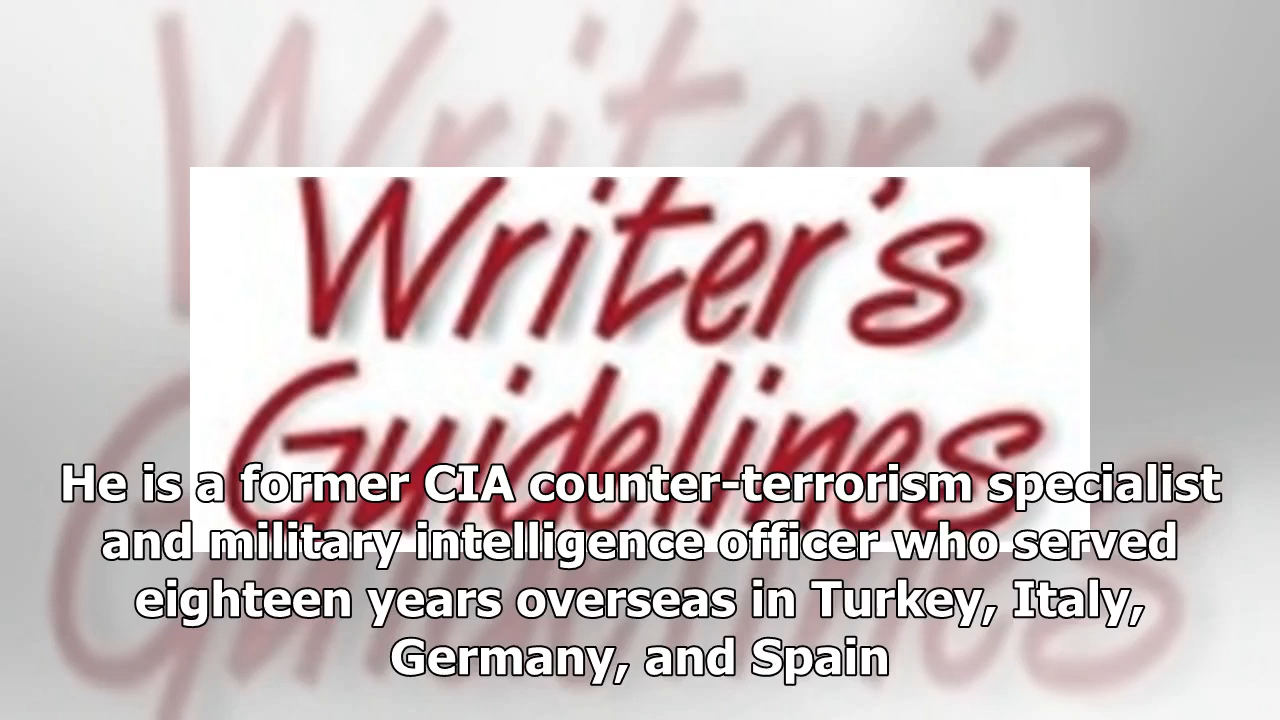 Writer's
Guidelines
He is a former CIA counter-terrorism specialist
and military intelligence officer who served
eighteen years overseas in Turkey, Italy,
Germany, and Spain